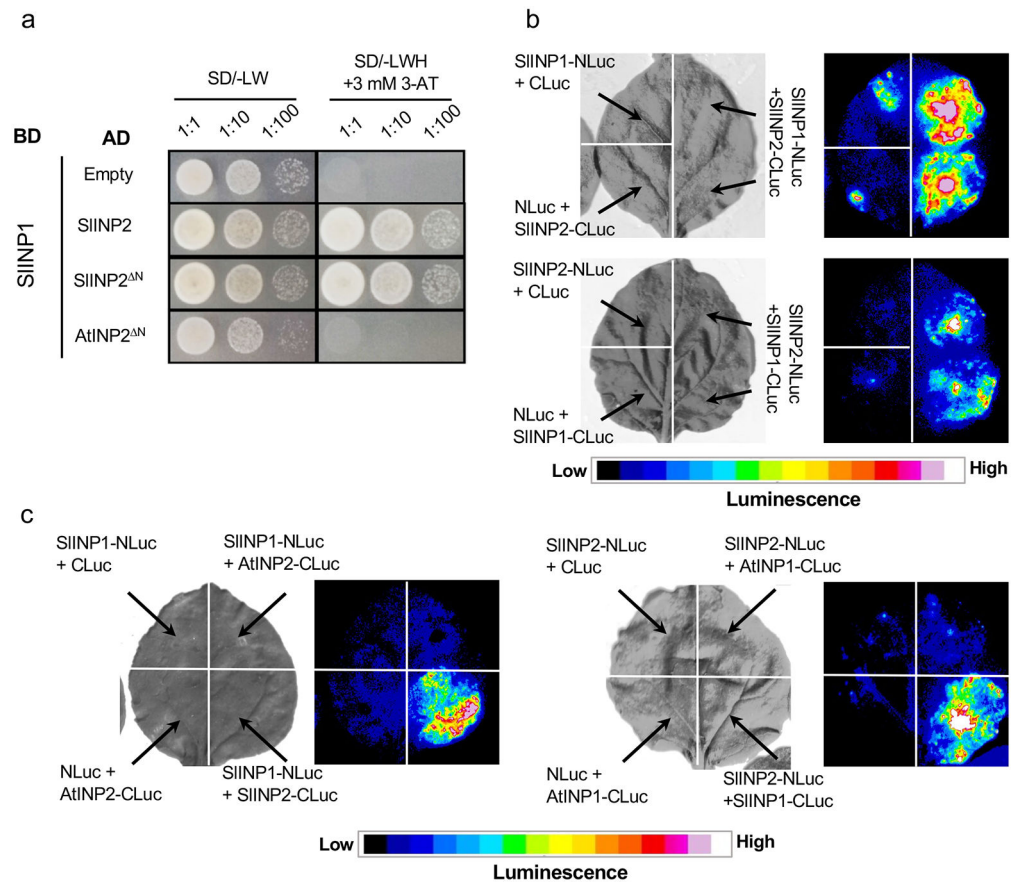 a
SD/-LW
SD/-LWH
+3 mM 3-AT
1:1
1:10
1:100
1:1
1:10
1:100
BD
AD
SlINP1
Empty
SlINP2
SlINP2ΔN
AtINP2ΔN
b
SlINP1-NLuc
+ CLuc
NLuc +
SlINP2-CLuc
SlINP1-NLuc
+SlINP2-CLuc
SlINP2-NLuc
+ CLuc
NLuc +
SlINP1-CLuc
SlINP2-NLuc
+SlINP1-CLuc
Low
High
Luminescence
c
SlINP1-NLuc
+ CLuc
SlINP1-NLuc
+ AtINP2-CLuc
NLuc +
AtINP2-CLuc
SlINP1-NLuc
+ SlINP2-CLuc
SlINP2-NLuc
+ CLuc
SlINP2-NLuc
+ AtINP1-CLuc
NLuc +
AtINP1-CLuc
SlINP2-NLuc
+SlINP1-CLuc
Low
High
Luminescence